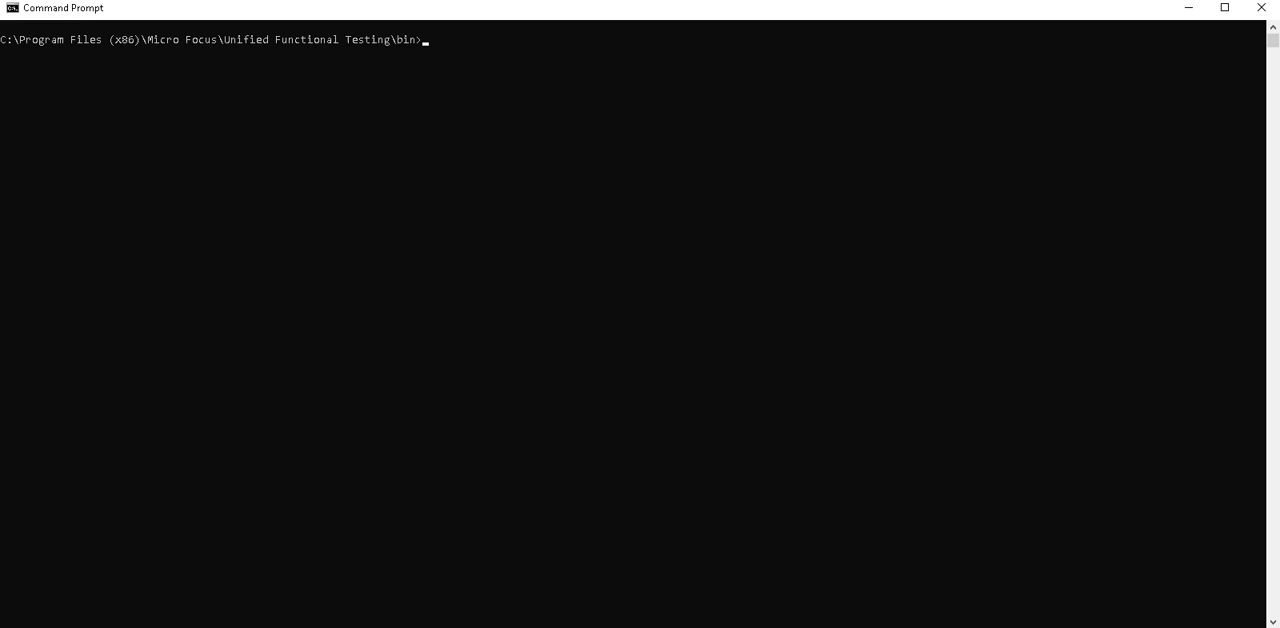 Command Prompt
C:\Program Files (x86)\Micro Focus\Unified Functional Testing\bin>